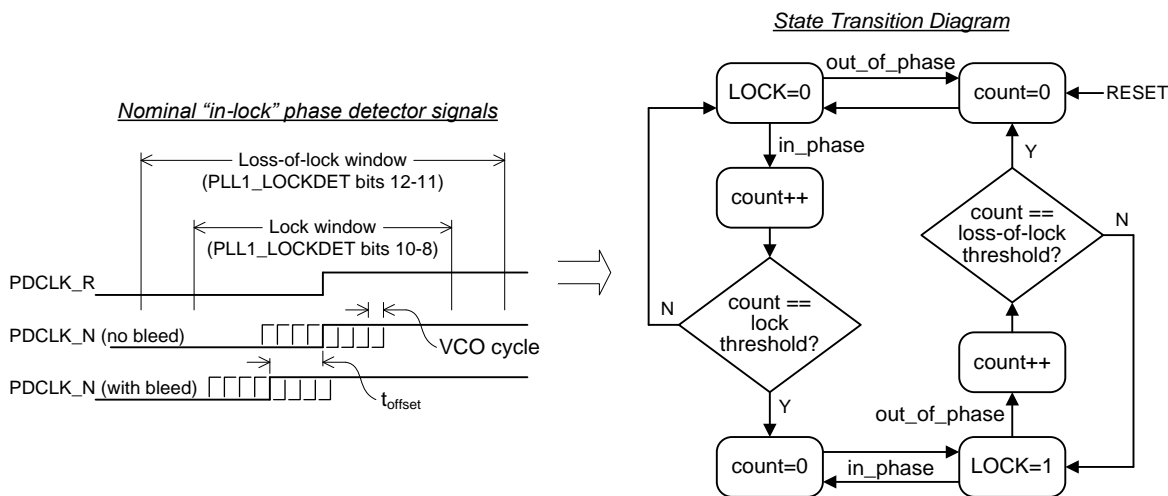 Nominal “in-lock” phase detector signals
Loss-of-lock window
(PLL1_LOCKDET bits 12-11)
Lock window
(PLL1_LOCKDET bits 10-8)
PDCLK_R
PDCLK_N (no bleed)
VCO cycle
PDCLK_N (with bleed)
toffset
State Transition Diagram
out_of_phase
LOCK=0
count=0
RESET
in_phase
Y
count++
count ==
loss-of-lock
threshold?
N
N
count ==
lock
threshold?
count++
Y
out_of_phase
count=0
in_phase
LOCK=1